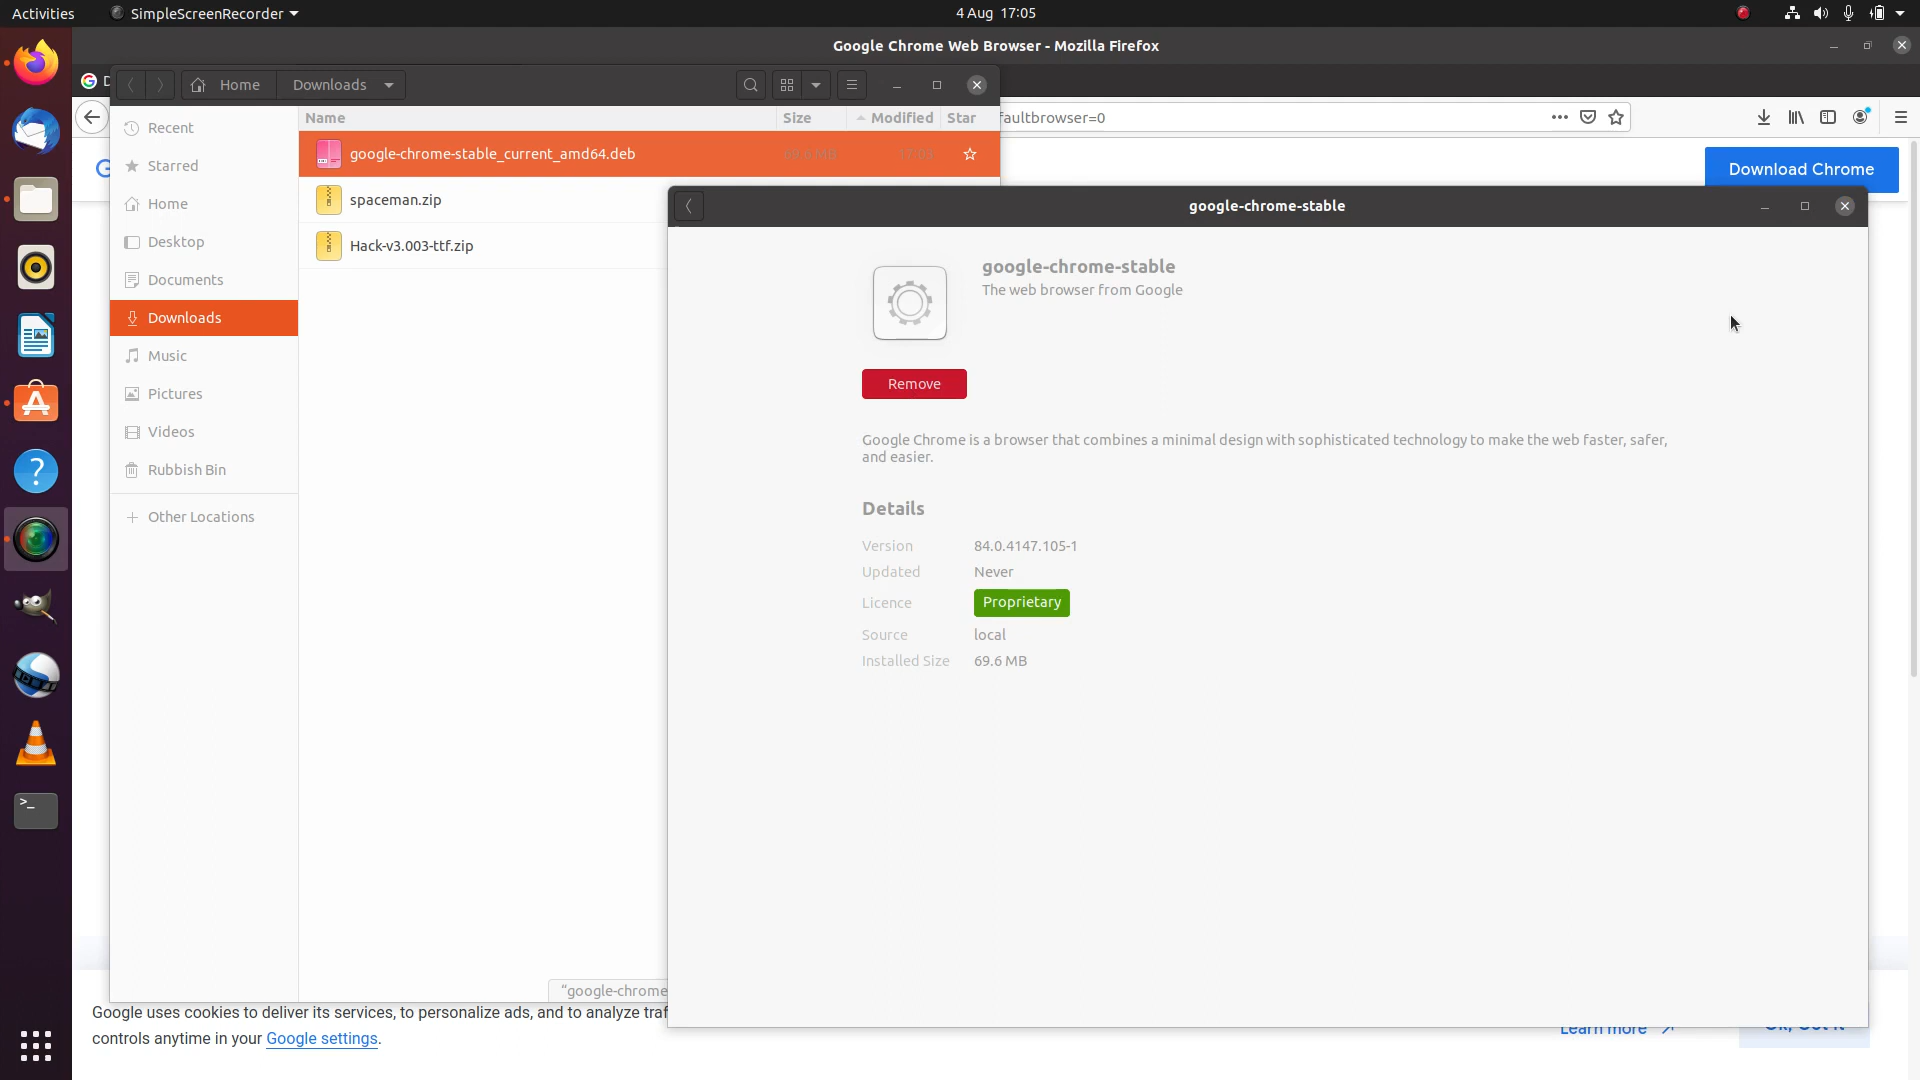 Activities
SimpleScreenRecorder
4 Aug 17:05
Google Chrome Web Browser - Mozilla Firefox
Home
Downloads
faultbrowser=0
Download Chrome
Recent
Starred
Home
Desktop
Documents
Downloads
Music
Pictures
Videos
Rubbish Bin
Other Locations
Name
Size
Modified
Star
google-chrome-stable_current_amd64.deb
69.6 MB
17:03
spaceman.zip
Hack-v3.003-ttf.zip
"google-chrome
google-chrome-stable
google-chrome-stable
The web browser from Google
Remove
Google Chrome is a browser that combines a minimal design with sophisticated technology to make the web faster, safer,
and easier.
Details
Version 84.0.4147.105-1
Updated Never
Licence Proprietary
Source local
Installed Size 69.6 MB
Google uses cookies to deliver its services, to personalize ads, and to analyze traf
controls anytime in your Google settings.
Learn more